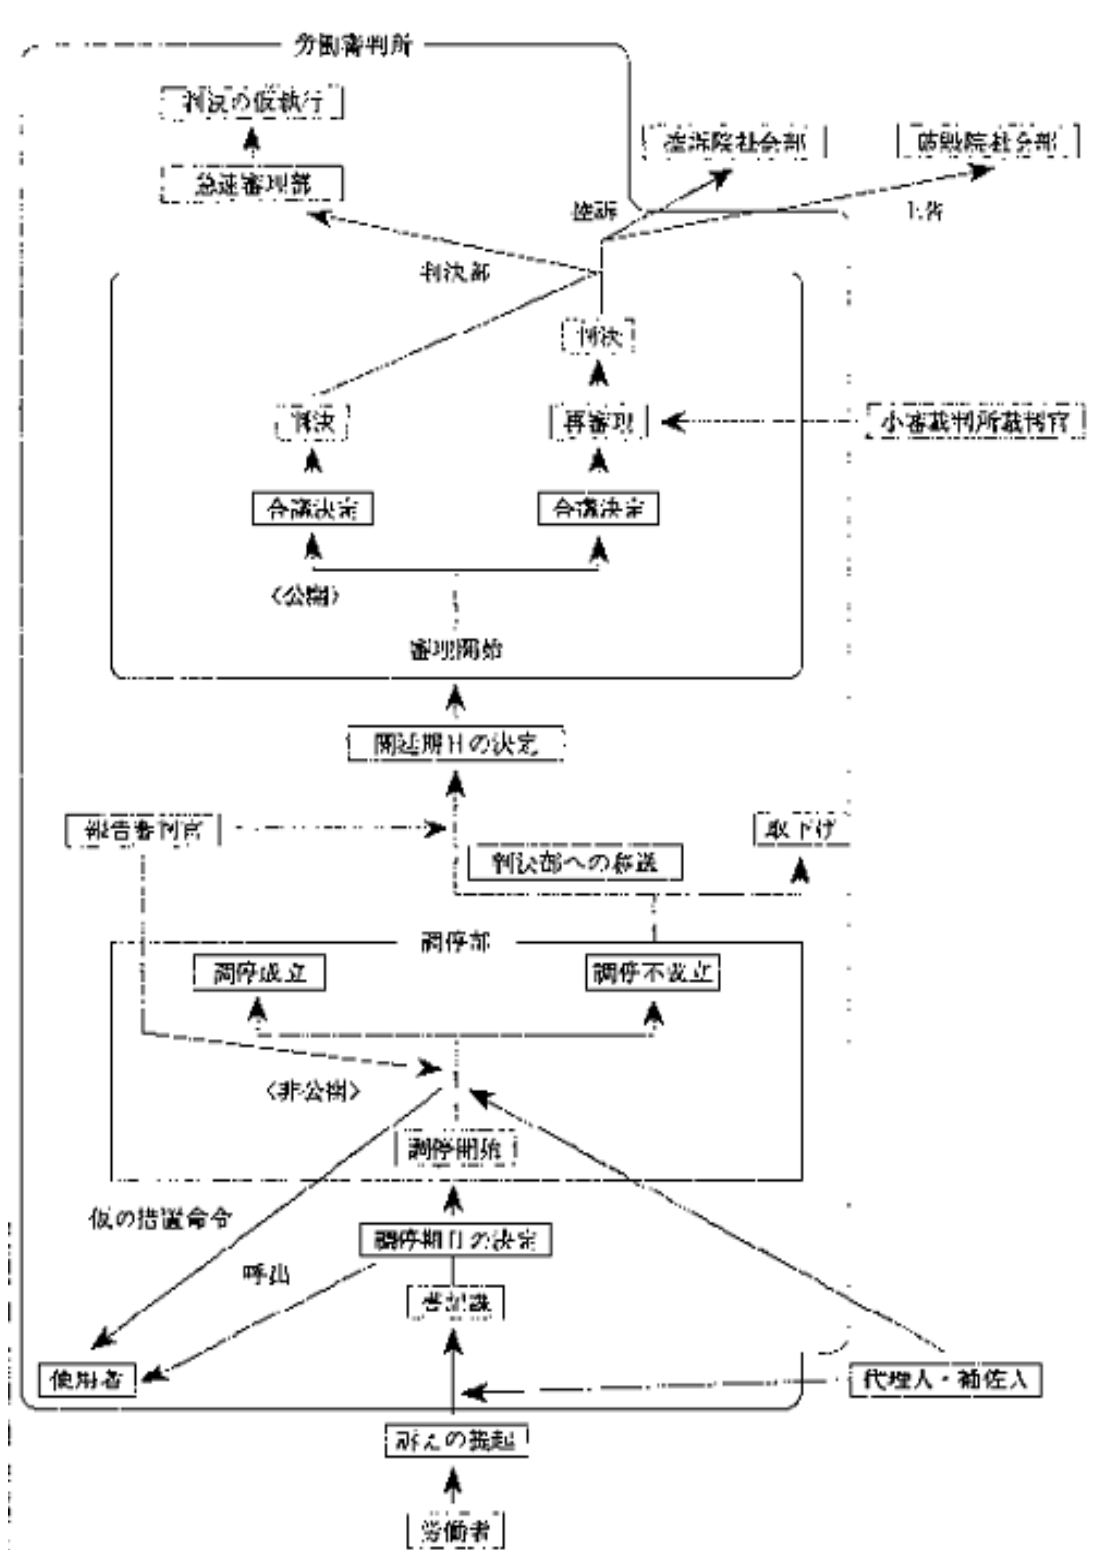 労働審判所
判決の仮執行
控訴院社会部
破毀院社会部
急速審理部
控訴
上告
判決部
判決
判決
再審理
小審裁判所裁判官
合議決定
合議決定
〈公開〉
審理開始
開廷期日の決定
報告審判官
取下げ
判決部への移送
調停部
調停成立
調停不成立
〈非公開〉
調停開始
仮の措置命令
調停期日の決定
呼出
書記課
使用者
代理人・補佐人
訴えの提起
労働者